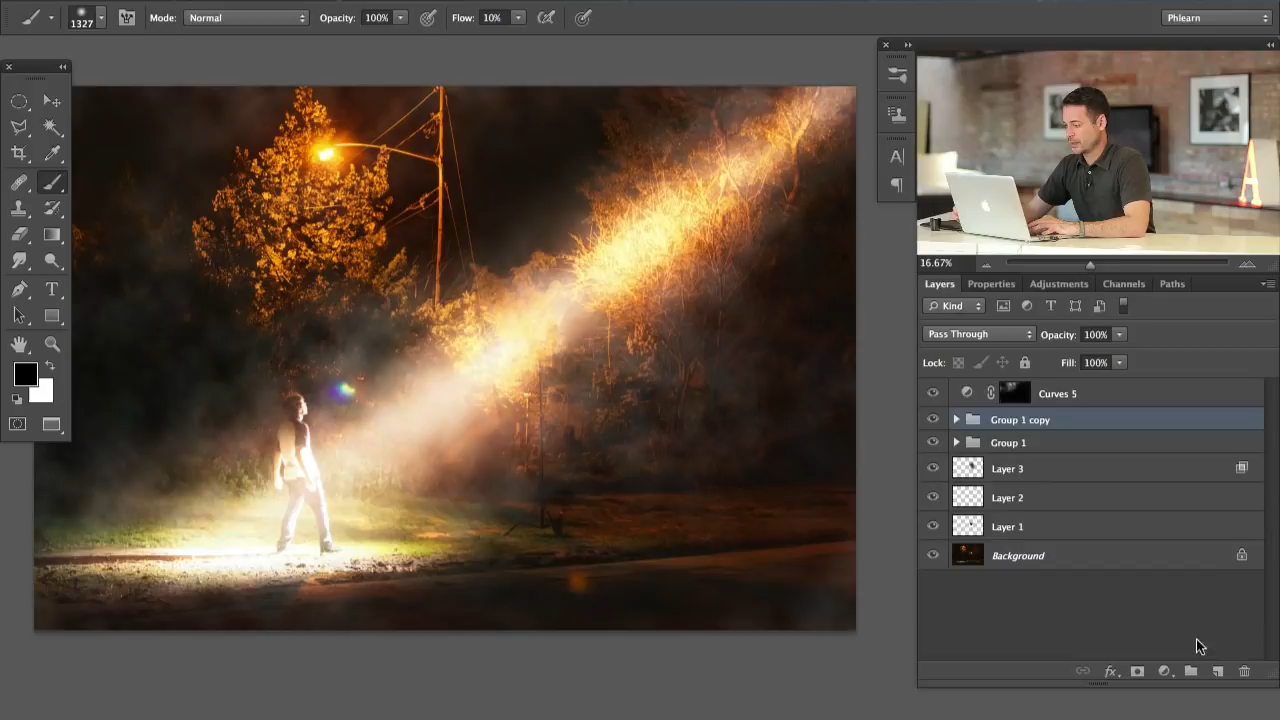 1327
Mode: Normal
Opacity: 100%
Flow: 10%
Phlearn
16.67%
Layers
Properties
Adjustments
Channels
Paths
Kind
Pass Through
Opacity: 100%
Lock:
Fill: 100%
Curves 5
Group 1 copy
Group 1
Layer 3
Layer 2
Layer 1
Background
fx